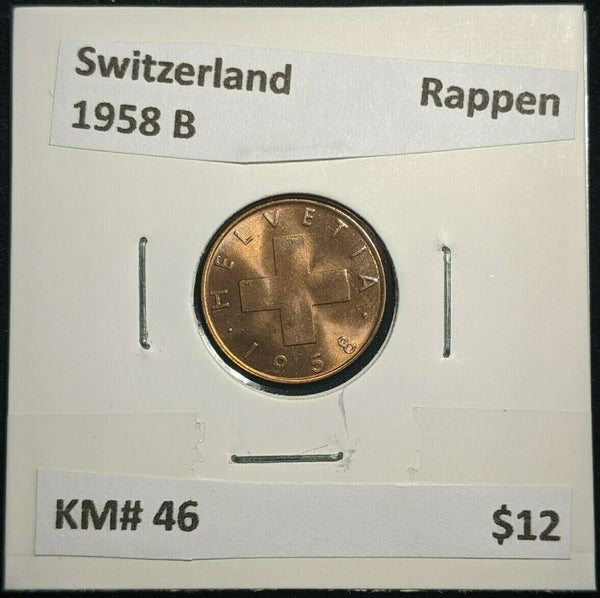 Switzerland Rappen
1958 B
HELVETIA
· 1958 ·
KM# 46 $12